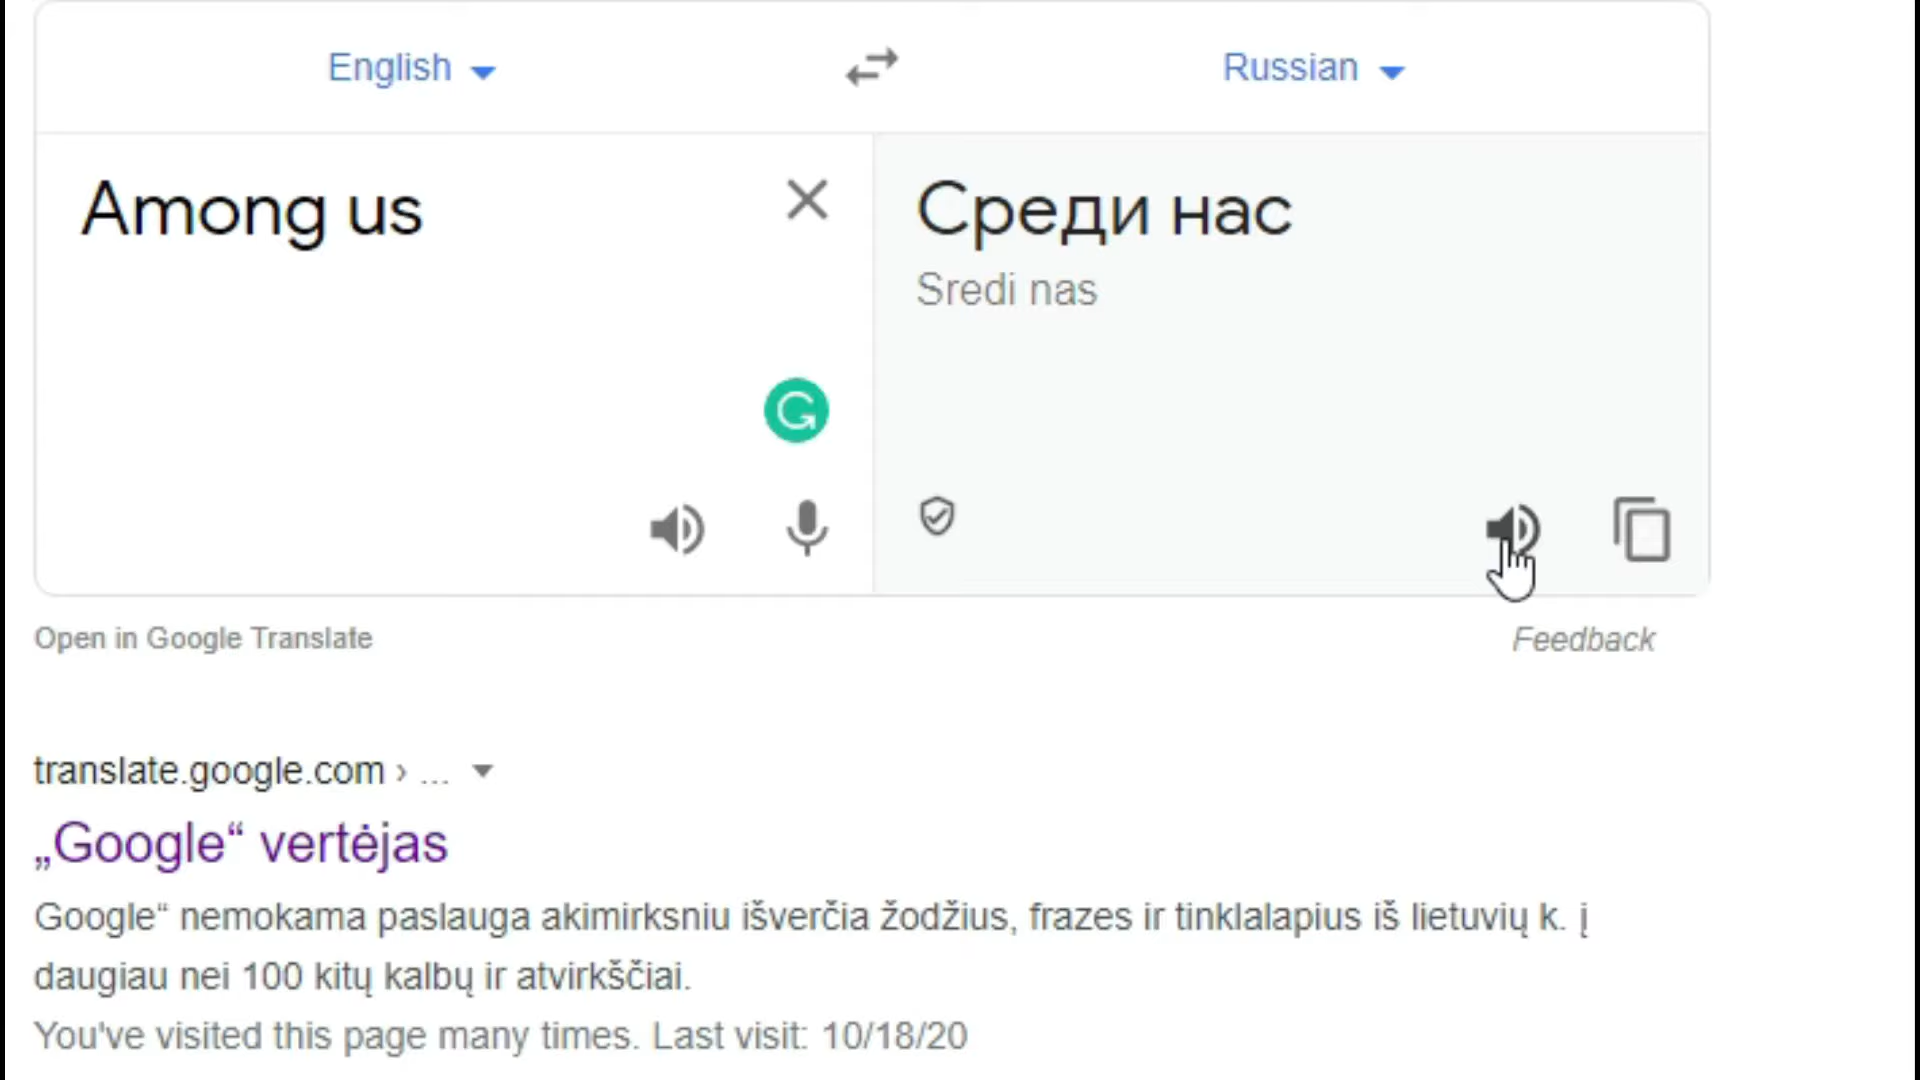 English
Russian
Among us
Среди нас
Sredi nas
Open in Google Translate
Feedback
translate.google.com › ...
„Google“ vertėjas
Google“ nemokama paslauga akimirksniu išverčia žodžius, frazes ir tinklalapius iš lietuvių k. į
daugiau nei 100 kitų kalbų ir atvirkščiai.
You've visited this page many times. Last visit: 10/18/20